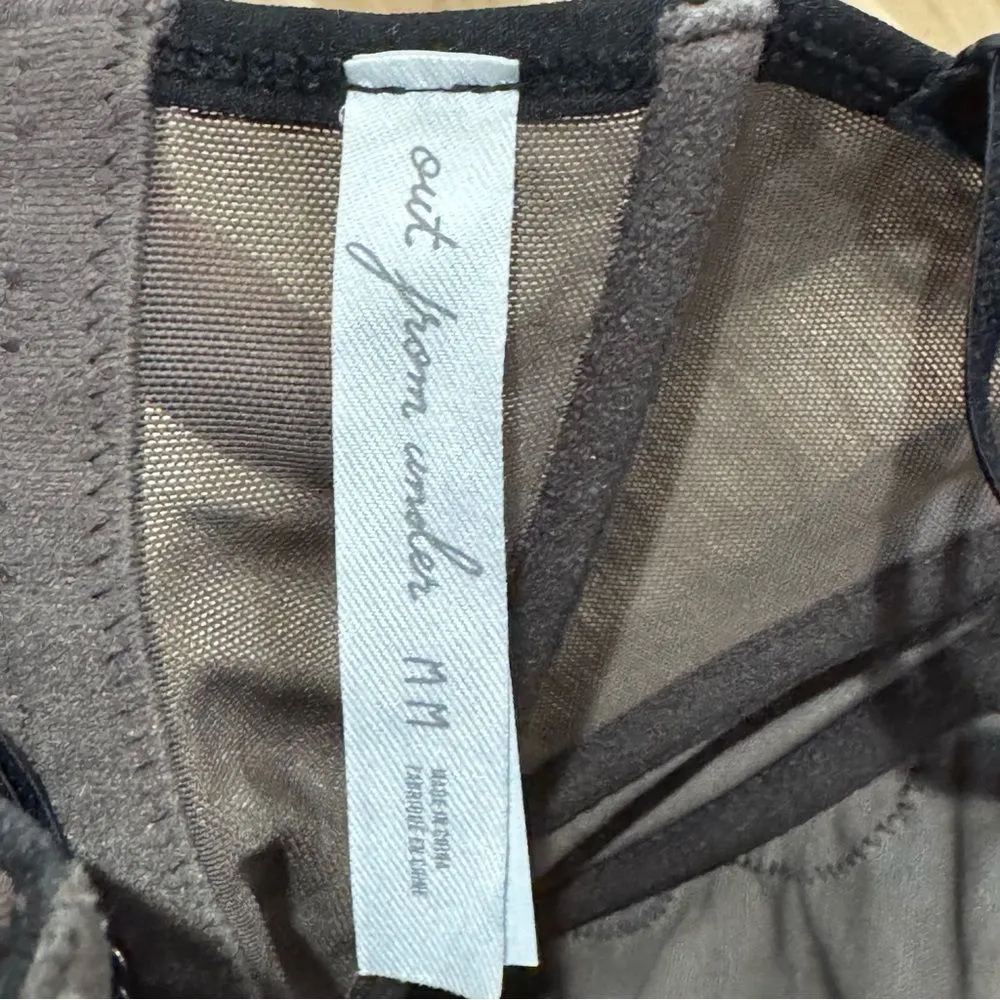 out from under M M
MADE IN CHINA
FABRIQUÉ EN CHINE